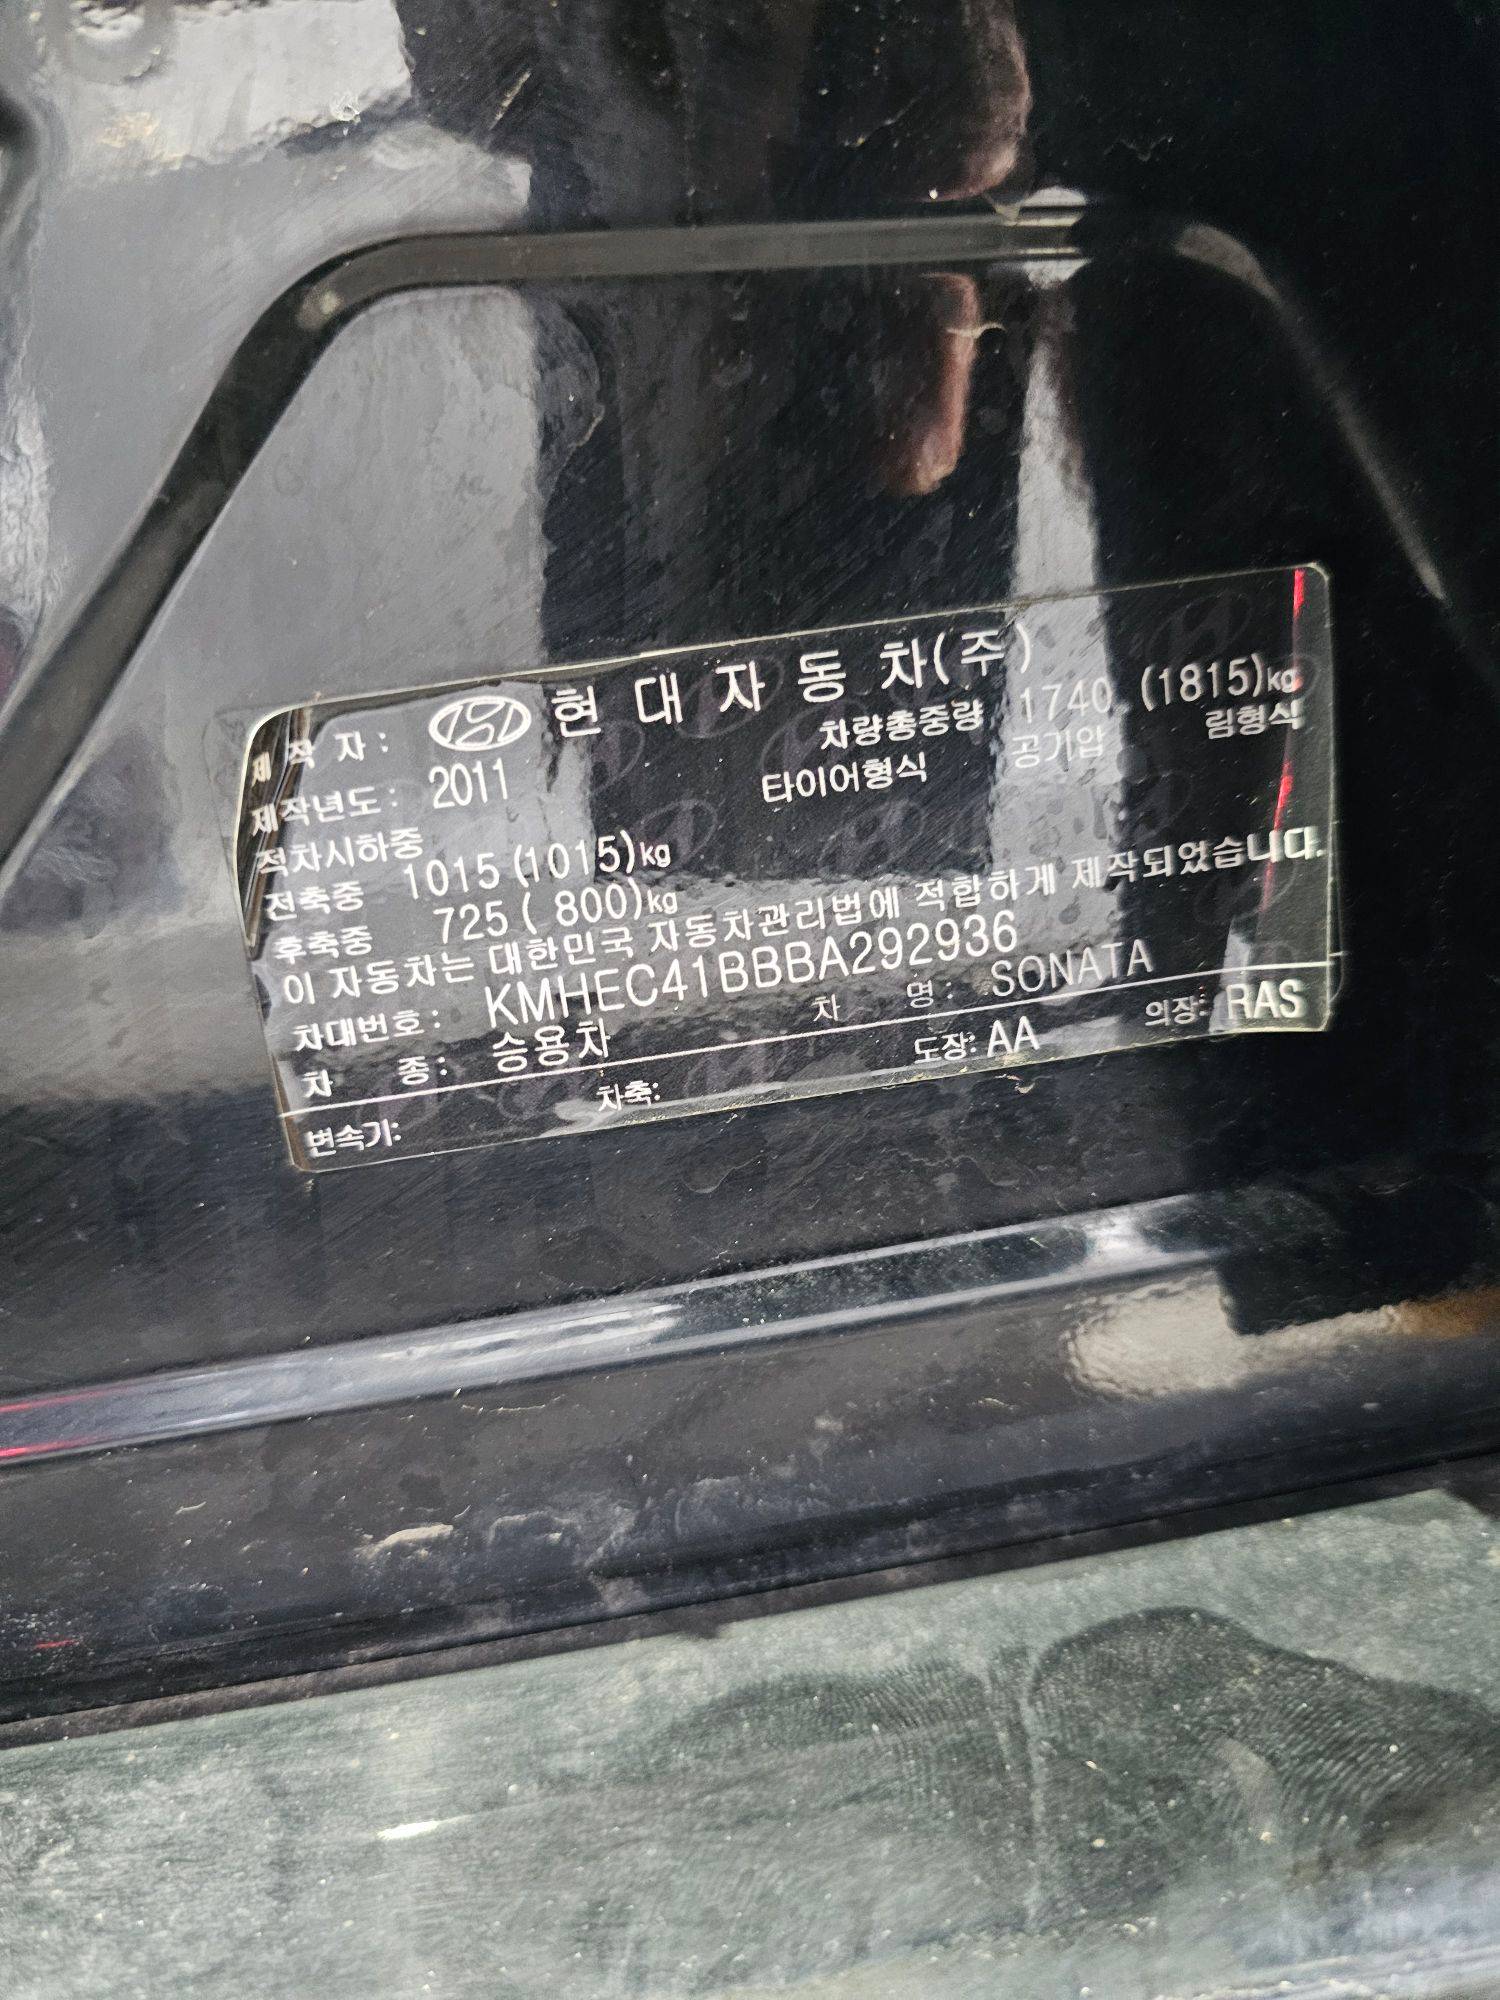 제 작 자 : 현 대 자 동 차(주)
제작년도 : 2011 차량총중량 1740 (1815)kg
적차시하중 타이어형식 공기압 림형식
전축중 1015 (1015)kg
후축중 725 ( 800)kg
이 자동차는 대한민국 자동차관리법에 적합하게 제작되었습니다.
차대번호 : KMHEC41BBBA292936
차 종 : 승용차 차 명 : SONATA
변속기: 차축: 도장: AA 의장: RAS